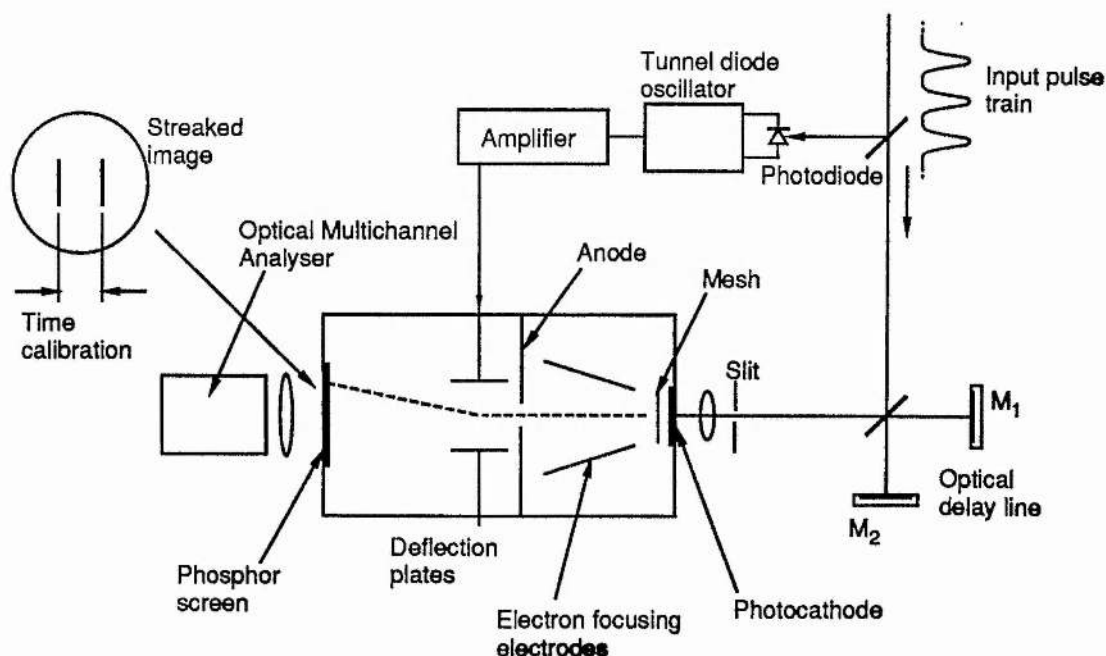 Tunnel diode
oscillator
Input pulse
train
Streaked
image
Amplifier
Photodiode
Optical Multichannel
Analyser
Anode
Mesh
Time
calibration
Slit
M1
Optical
delay line
M2
Deflection
plates
Phosphor
screen
Photocathode
Electron focusing
electrodes